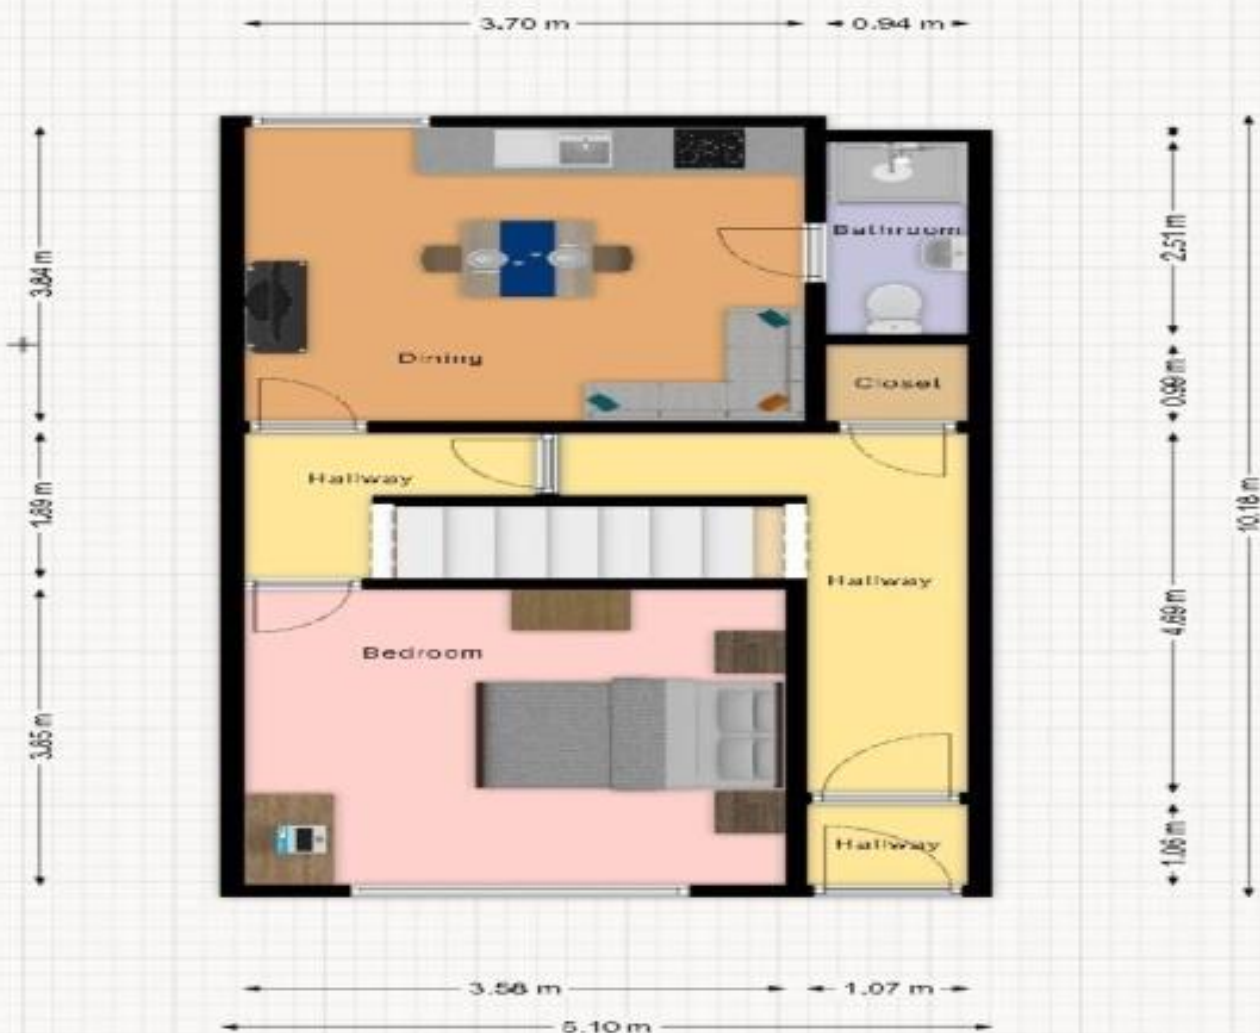 3.70 m 0.94 m
Bathroom
2.51 m
3.84 m
Dining
Closet
0.99 m
Hallway
1.89 m
10.18 m
Hallway
4.69 m
Bedroom
3.85 m
Hallway
1.06 m
3.58 m 1.07 m
5.10 m